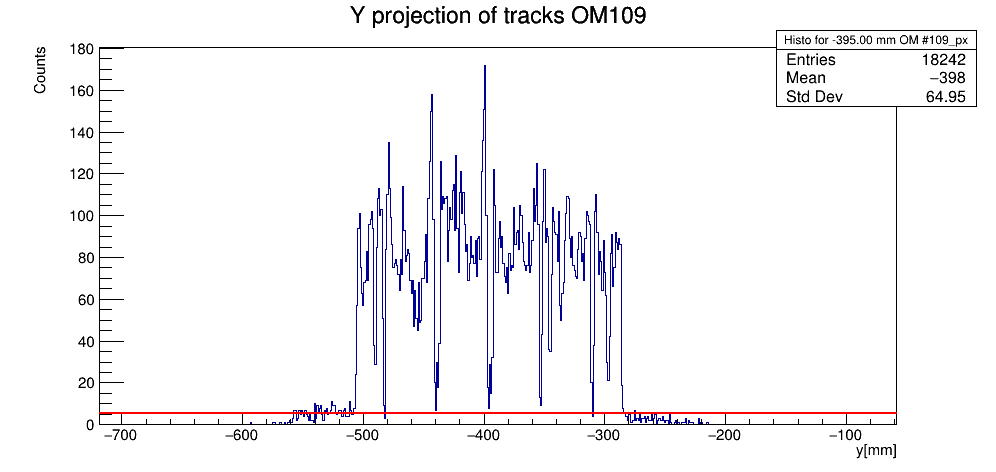 Y projection of tracks OM109
Histo for -395.00 mm OM #109_px
Entries 18242
Mean −398
Std Dev 64.95
Counts
180
160
140
120
100
80
60
40
20
0
−700 −600 −500 −400 −300 −200 −100
y[mm]